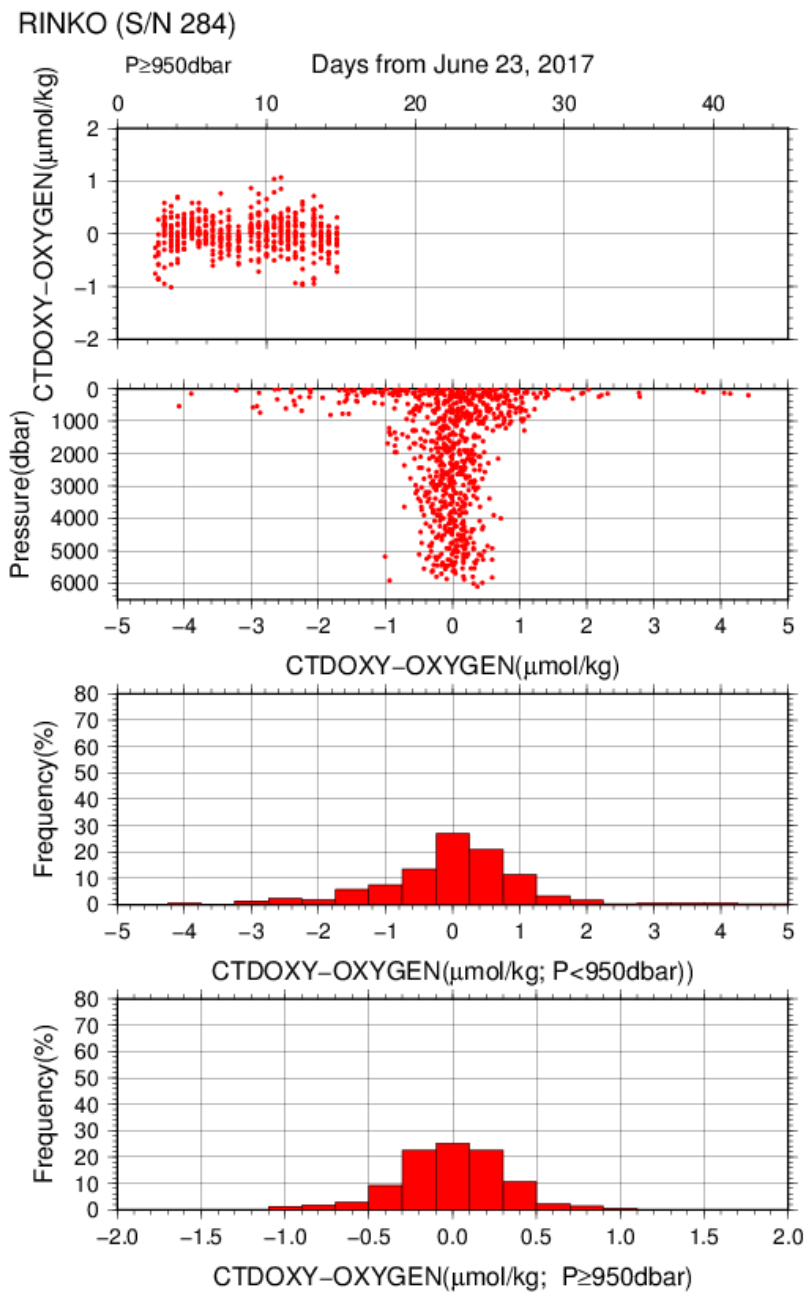 RINKO (S/N 284)
P≥950dbar
Days from June 23, 2017
0 10 20 30 40
CTDOXY−OXYGEN(μmol/kg)
2
1
0
−1
−2
Pressure(dbar)
0
1000
2000
3000
4000
5000
6000
−5 −4 −3 −2 −1 0 1 2 3 4 5
CTDOXY−OXYGEN(μmol/kg)
Frequency(%)
80
70
60
50
40
30
20
10
0
−5 −4 −3 −2 −1 0 1 2 3 4 5
CTDOXY−OXYGEN(μmol/kg; P<950dbar))
Frequency(%)
80
70
60
50
40
30
20
10
0
−2.0 −1.5 −1.0 −0.5 0.0 0.5 1.0 1.5 2.0
CTDOXY−OXYGEN(μmol/kg; P≥950dbar)